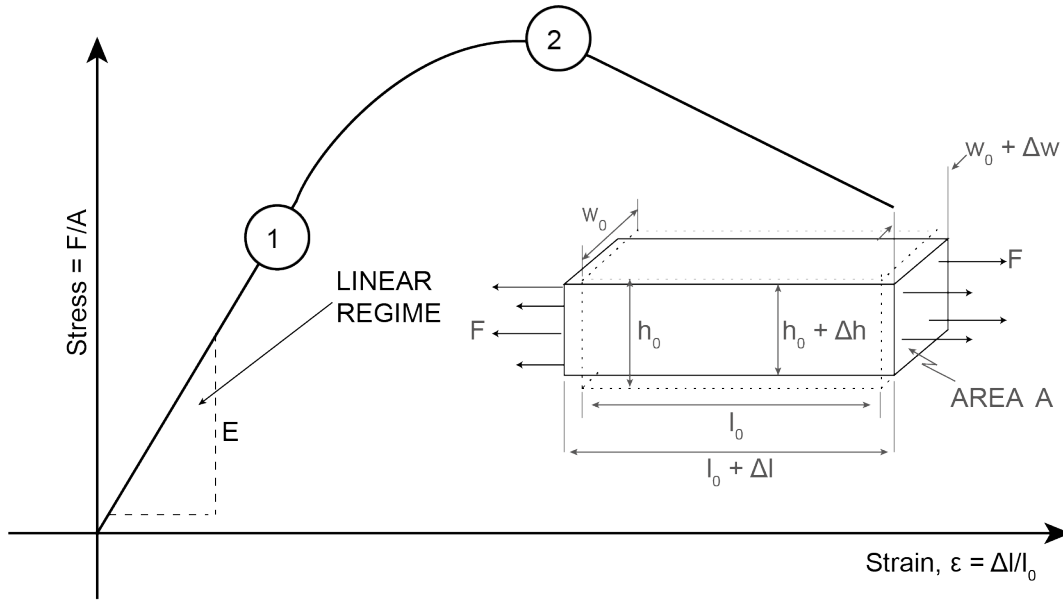 2
w₀ + Δw
w₀
1
Stress = F/A
LINEAR
REGIME
F
F
h₀
h₀ + Δh
E
AREA A
l₀
l₀ + Δl
Strain, ε = Δl/l₀